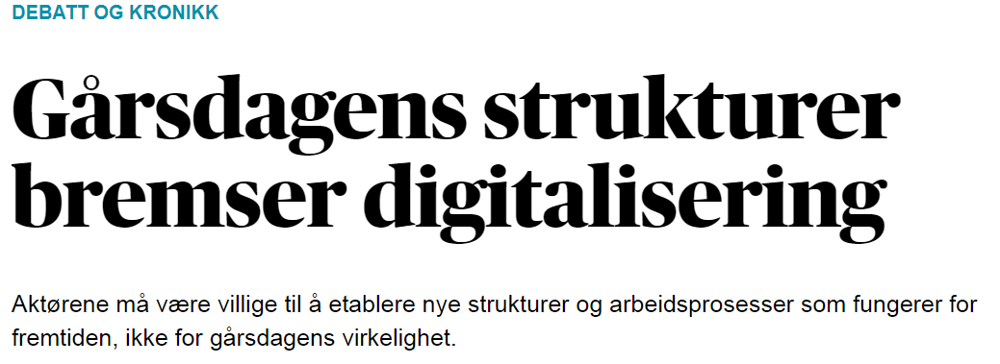 DEBATT OG KRONIKK
Gårsdagens strukturer
bremser digitalisering
Aktørene må være villige til å etablere nye strukturer og arbeidsprosesser som fungerer for
fremtiden, ikke for gårsdagens virkelighet.